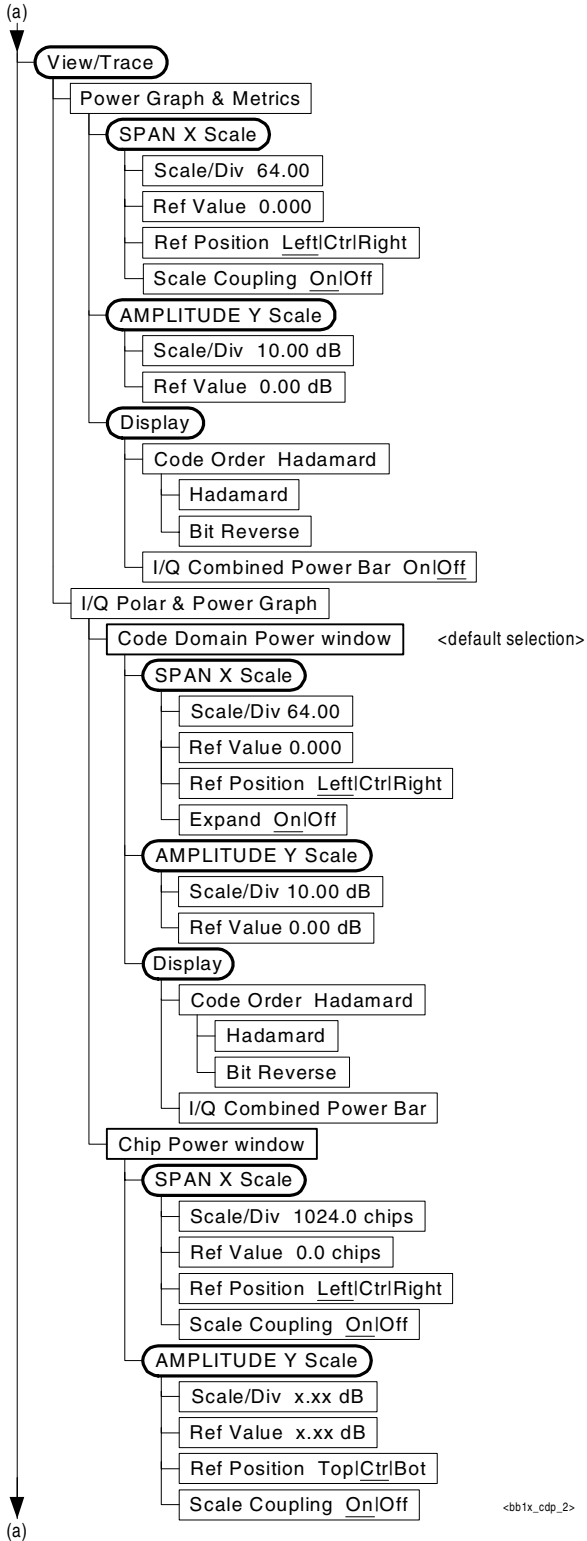 (a)
View/Trace
Power Graph & Metrics
SPAN X Scale
Scale/Div 64.00
Ref Value 0.000
Ref Position Left|Ctr|Right
Scale Coupling On|Off
AMPLITUDE Y Scale
Scale/Div 10.00 dB
Ref Value 0.00 dB
Display
Code Order Hadamard
Hadamard
Bit Reverse
I/Q Combined Power Bar On|Off
I/Q Polar & Power Graph
Code Domain Power window <default selection>
SPAN X Scale
Scale/Div 64.00
Ref Value 0.000
Ref Position Left|Ctr|Right
Expand On|Off
AMPLITUDE Y Scale
Scale/Div 10.00 dB
Ref Value 0.00 dB
Display
Code Order Hadamard
Hadamard
Bit Reverse
I/Q Combined Power Bar
Chip Power window
SPAN X Scale
Scale/Div 1024.0 chips
Ref Value 0.0 chips
Ref Position Left|Ctr|Right
Scale Coupling On|Off
AMPLITUDE Y Scale
Scale/Div x.xx dB
Ref Value x.xx dB
Ref Position Top|Ctr|Bot
Scale Coupling On|Off
<bb1x_cdp_2>
(a)